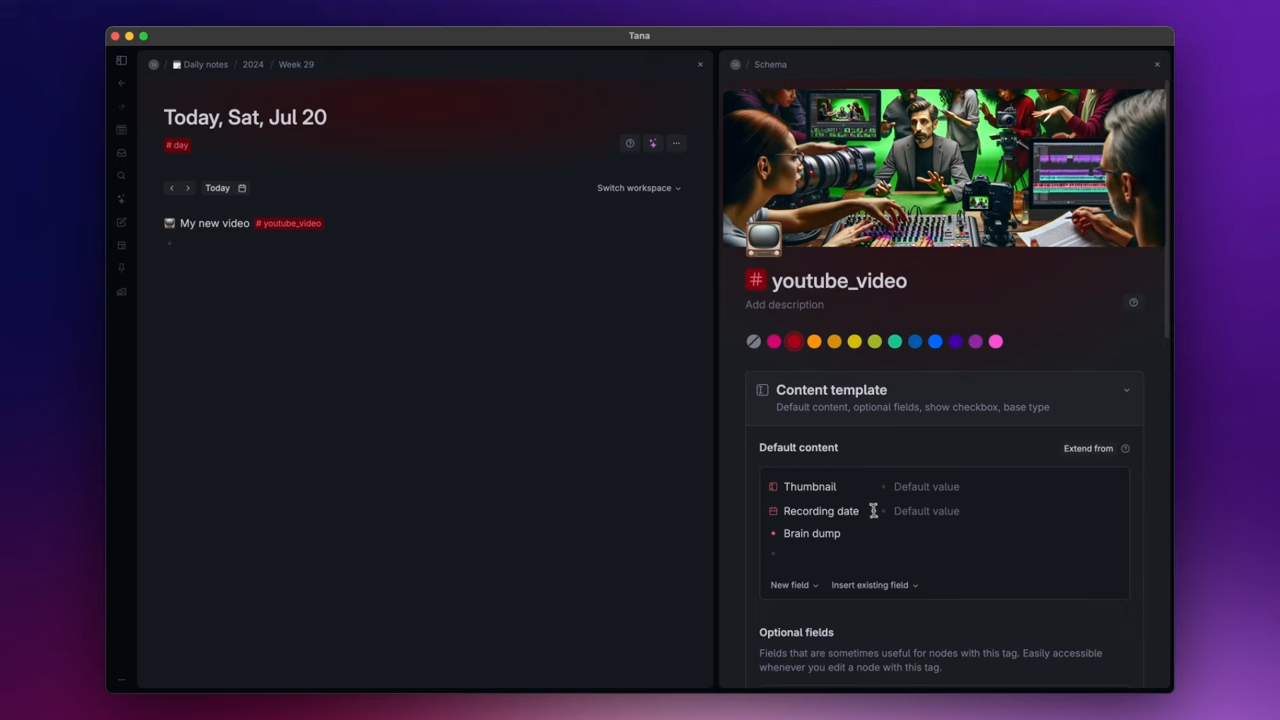 Tana
Daily notes / 2024 / Week 29
Today, Sat, Jul 20
# day
Today
Switch workspace
My new video # youtube_video
/ Schema
# youtube_video
Add description
Content template
Default content, optional fields, show checkbox, base type
Default content
Extend from
Thumbnail Default value
Recording date Default value
Brain dump
New field Insert existing field
Optional fields
Fields that are sometimes useful for nodes with this tag. Easily accessible
whenever you edit a node with this tag.